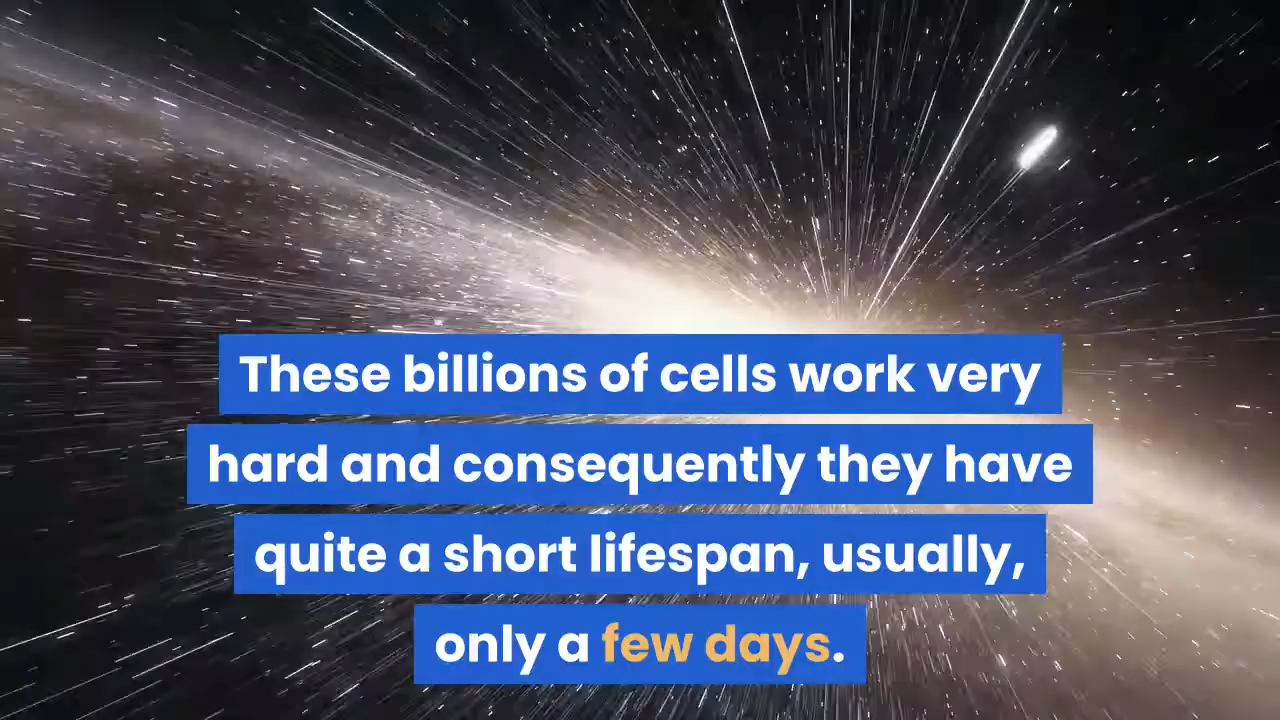 These billions of cells work very
hard and consequently they have
quite a short lifespan, usually,
only a few days.